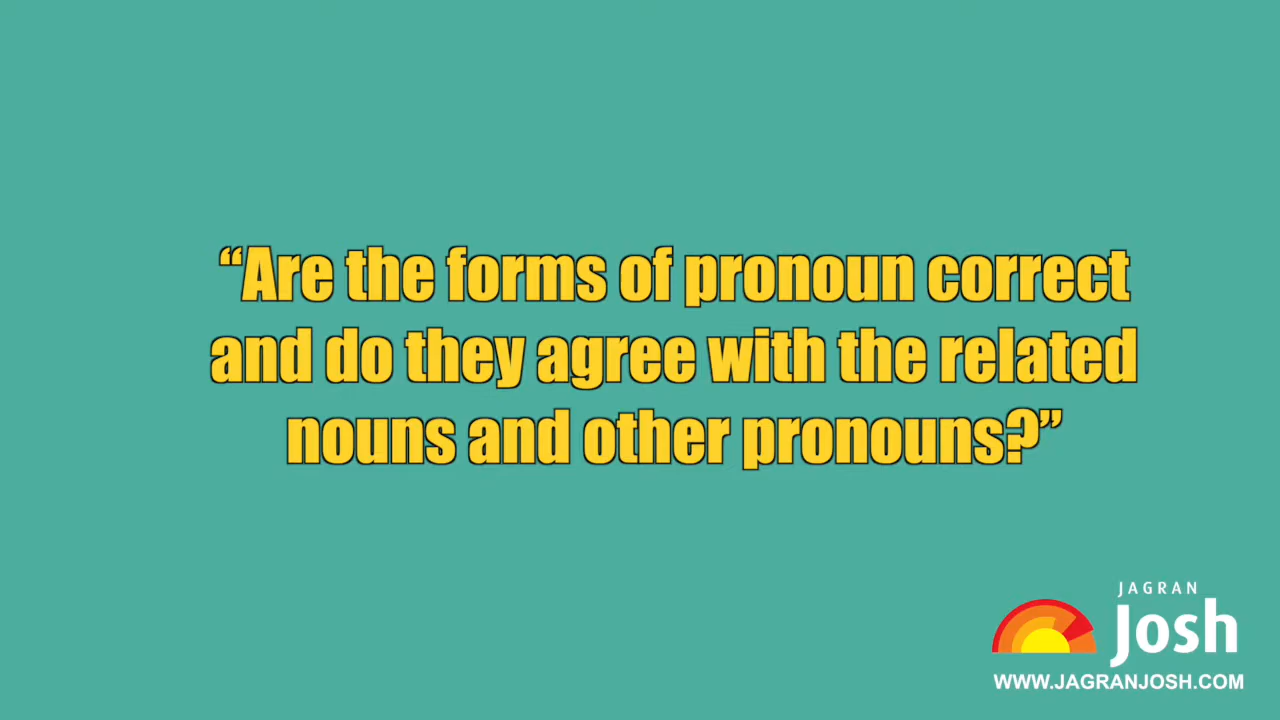 “Are the forms of pronoun correct
and do they agree with the related
nouns and other pronouns?”
JAGRAN
Josh
WWW.JAGRANJOSH.COM